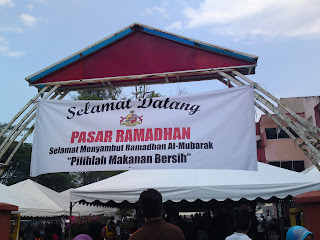 Selamat Datang
PASAR RAMADHAN
Selamat Menyambut Ramadhan Al-Mubarak
"Pilihlah Makanan Bersih"